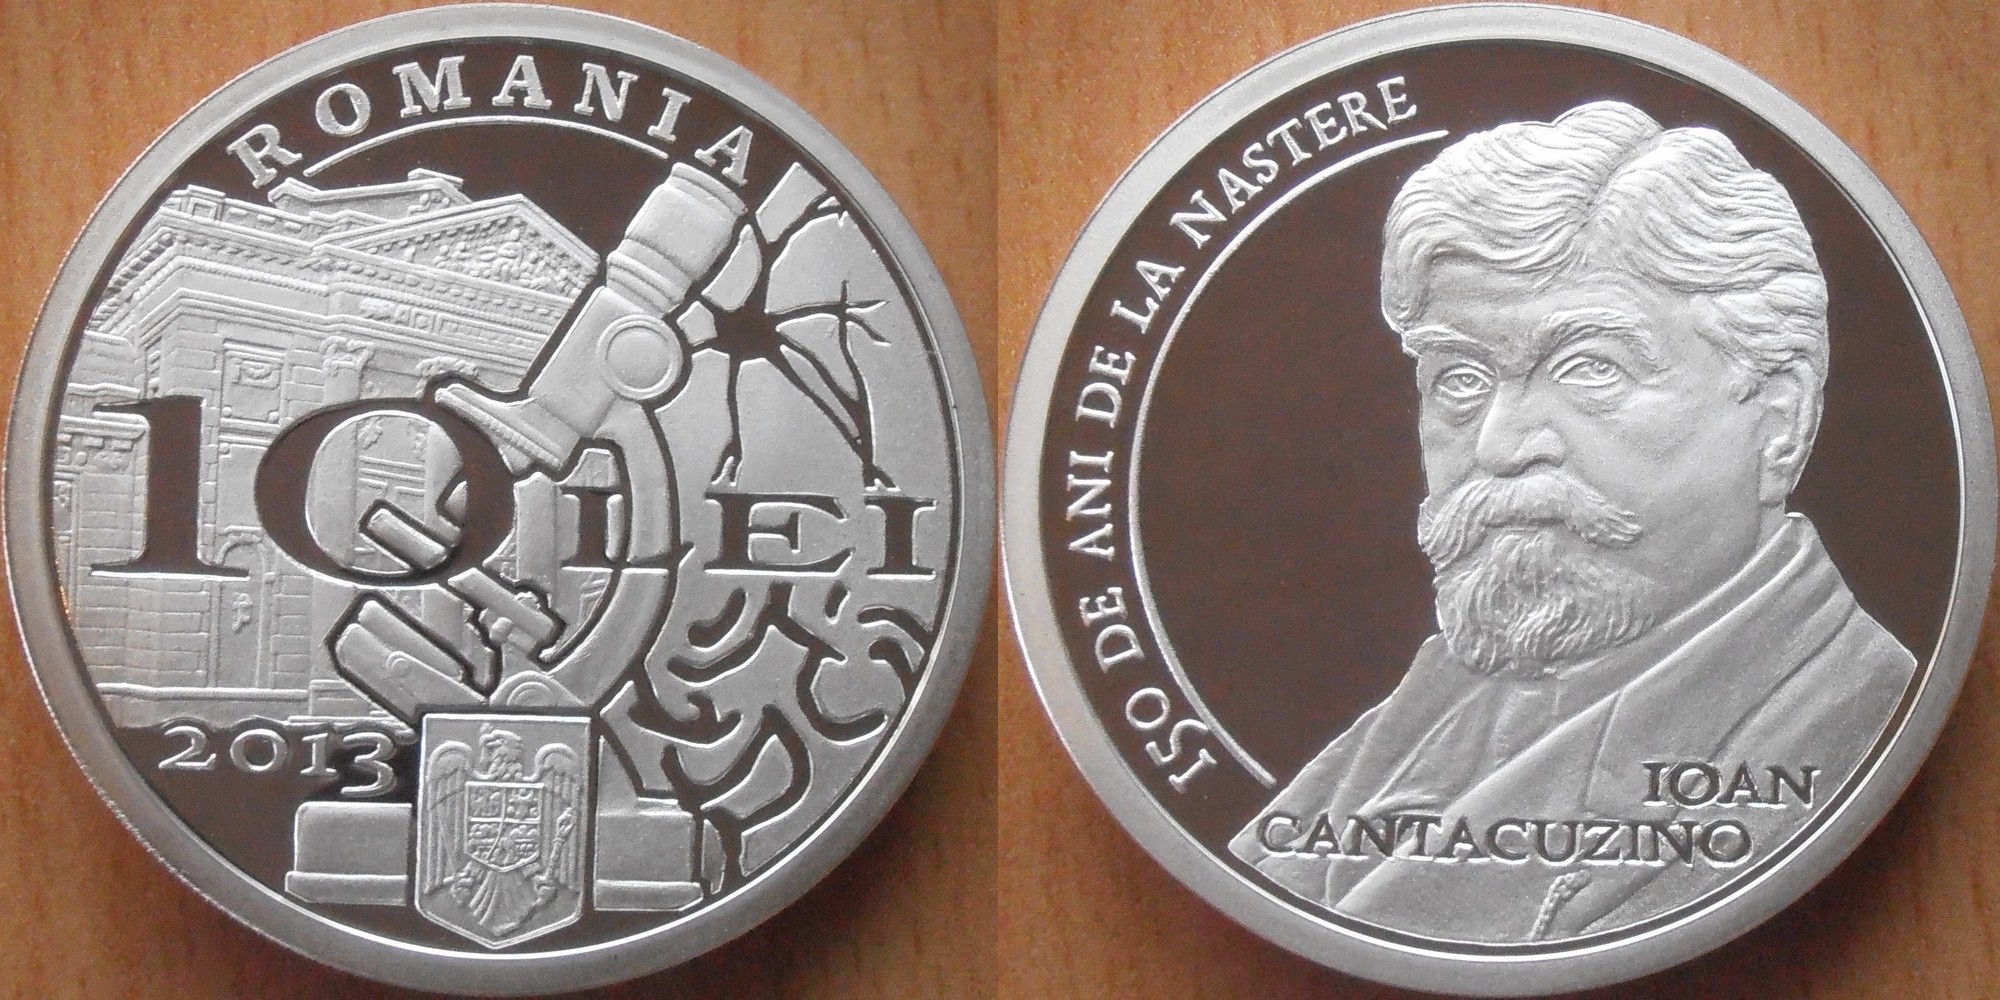 ROMANIA
10 LEI
2013
150 DE ANI DE LA NASTERE
IOAN
CANTACUZINO